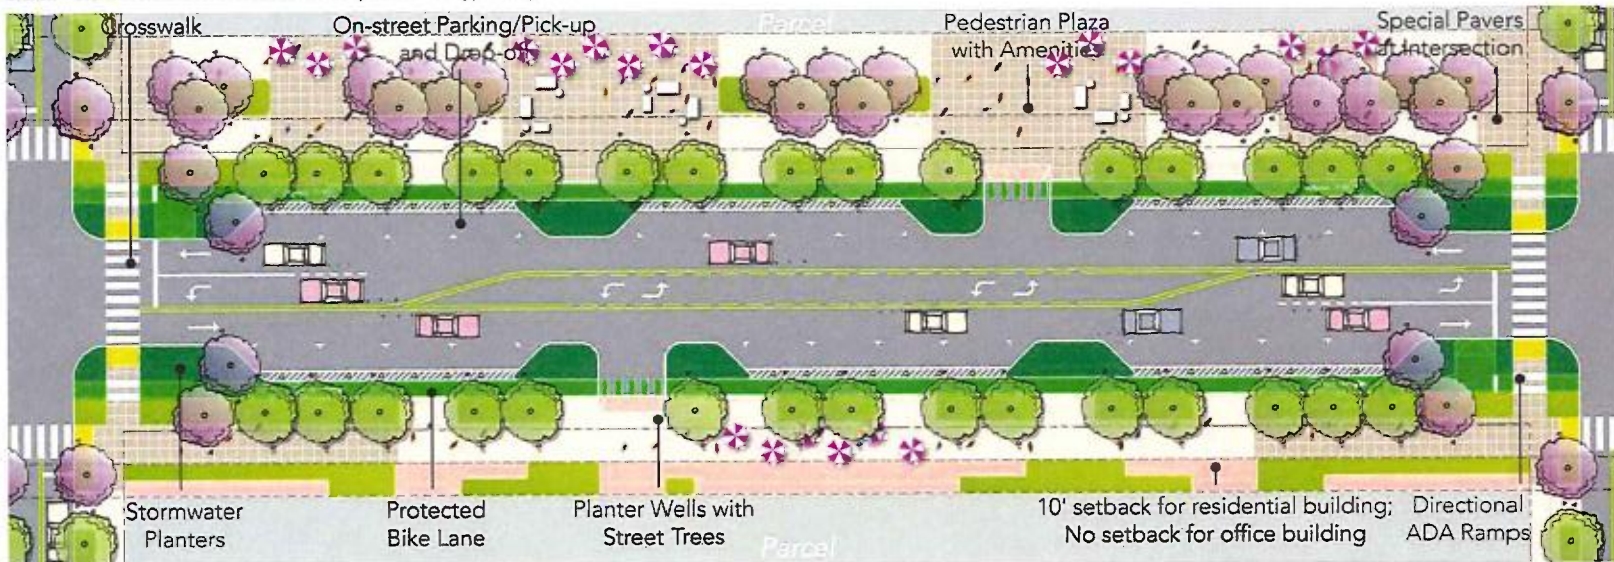 Parcel
Crosswalk
On-street Parking/Pick-up
and Drop-off
Pedestrian Plaza
with Amenities
Special Pavers
at Intersection
Stormwater
Planters
Protected
Bike Lane
Planter Wells with
Street Trees
10' setback for residential building;
No setback for office building
Directional
ADA Ramps
Parcel